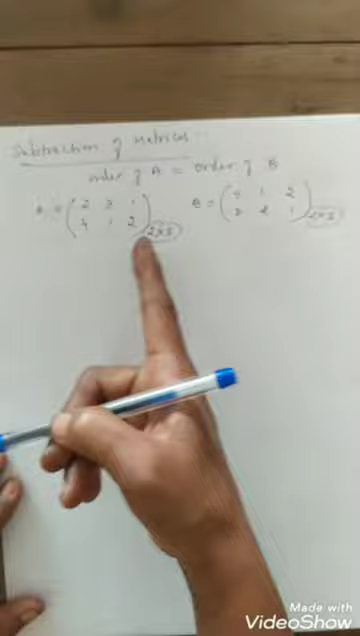 Subtraction of Matrices
order of A = order of B
A = ( 2 3 1 B = ( 5 1 2
4 1 2 ) 2×3 3 2 1 ) 2×3
Made with
VideoShow